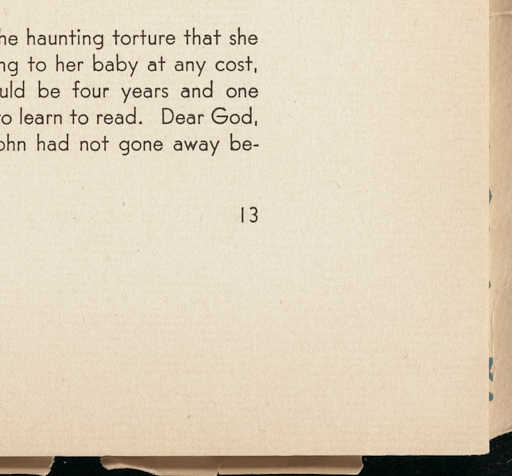 he haunting torture that she
ng to her baby at any cost,
uld be four years and one
o learn to read. Dear God,
ohn had not gone away be-
13